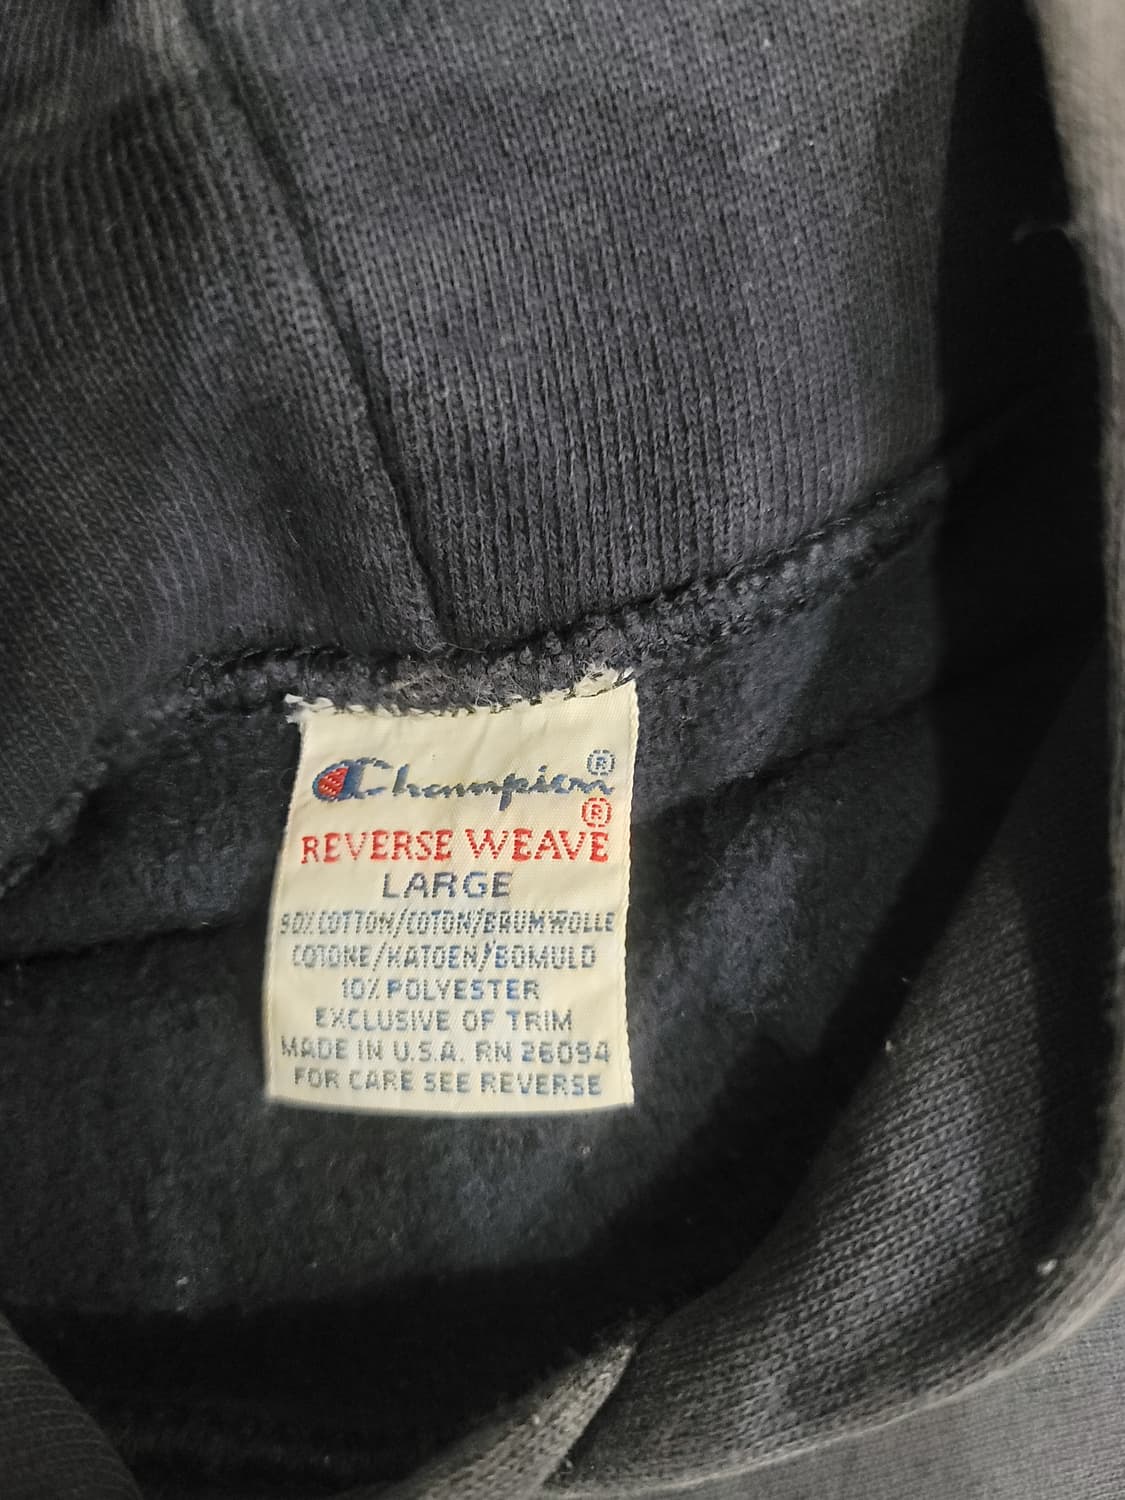 Champion®
REVERSE WEAVE®
LARGE
90% COTTON/COTON/BAUMWOLLE
COTONE/KATOEN/BOMULD
10% POLYESTER
EXCLUSIVE OF TRIM
MADE IN U.S.A. RN 26094
FOR CARE SEE REVERSE